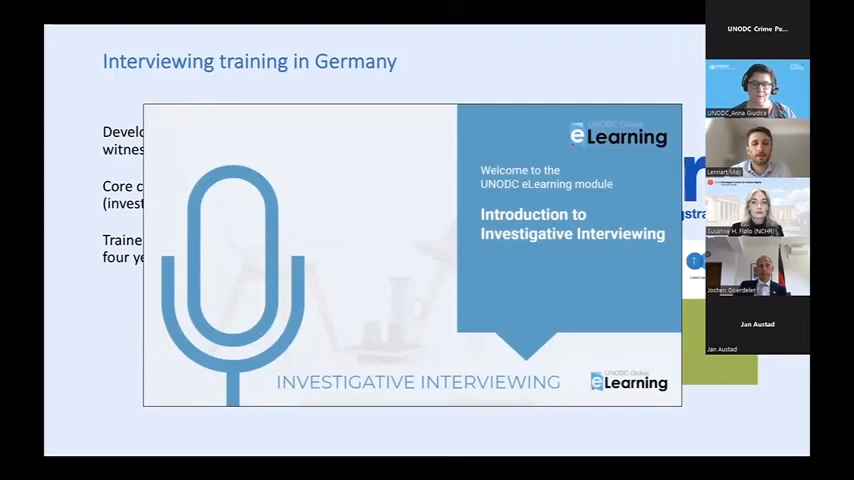 Interviewing training in Germany
witnes
Core c
(invest
Traine
four ye
UNODC Global
eLearning
Welcome to the
UNODC eLearning module
Introduction to
Investigative Interviewing
INVESTIGATIVE INTERVIEWING
UNODC Global
eLearning
UNODC Crime Pe...
UNODC_Anna Giudice
Lennart May
Susanne H. Flølo (NCHR)
Jochen Goerdeler
Jan Austad
Jan Austad